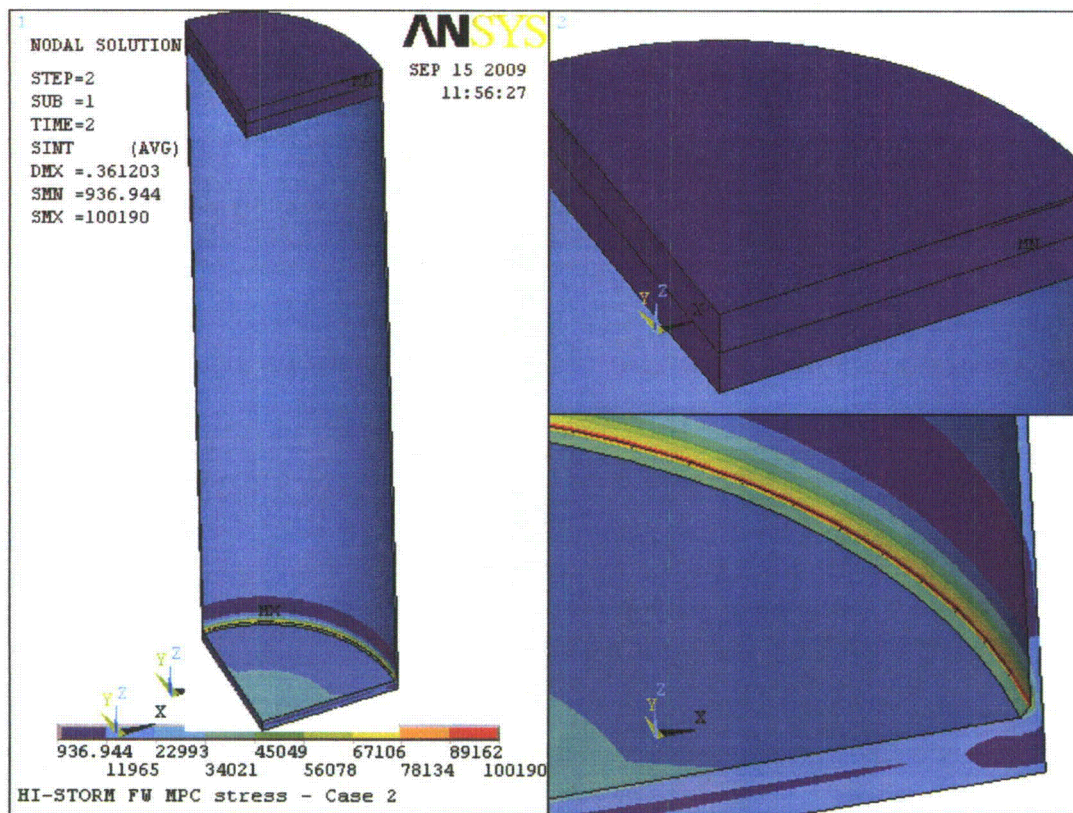 1
ANSYS
NODAL SOLUTION
SEP 15 2009
STEP=2
11:56:27
SUB =1
TIME=2
SINT (AVG)
DMX =.361203
SMN =936.944
SMX =100190
MX
Y Z
Y Z X
936.944 22993 45049 67106 89162
11965 34021 56078 78134 100190
HI-STORM FW MPC stress - Case 2
2
MN
Y Z X
Z
Y X